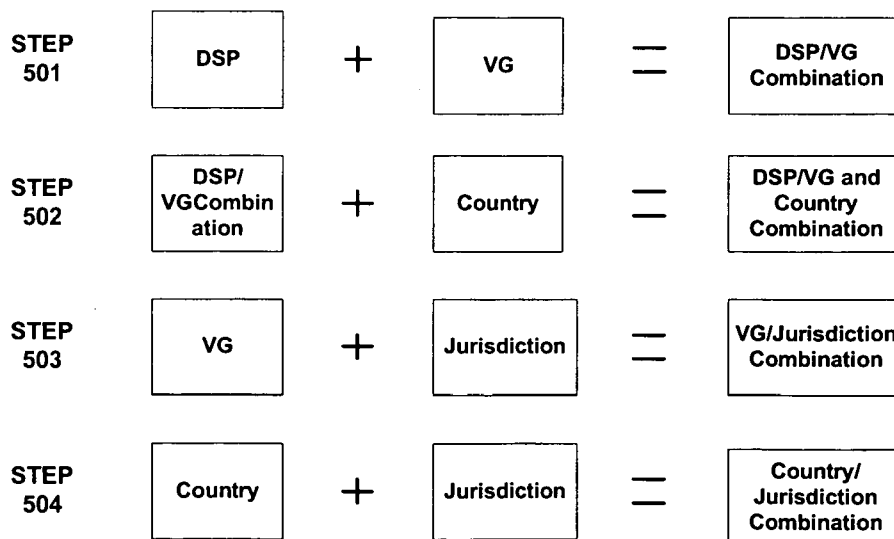 STEP
501
DSP
+
VG
=
DSP/VG
Combination
STEP
502
DSP/
VGCombin
ation
+
Country
=
DSP/VG and
Country
Combination
STEP
503
VG
+
Jurisdiction
=
VG/Jurisdiction
Combination
STEP
504
Country
+
Jurisdiction
=
Country/
Jurisdiction
Combination